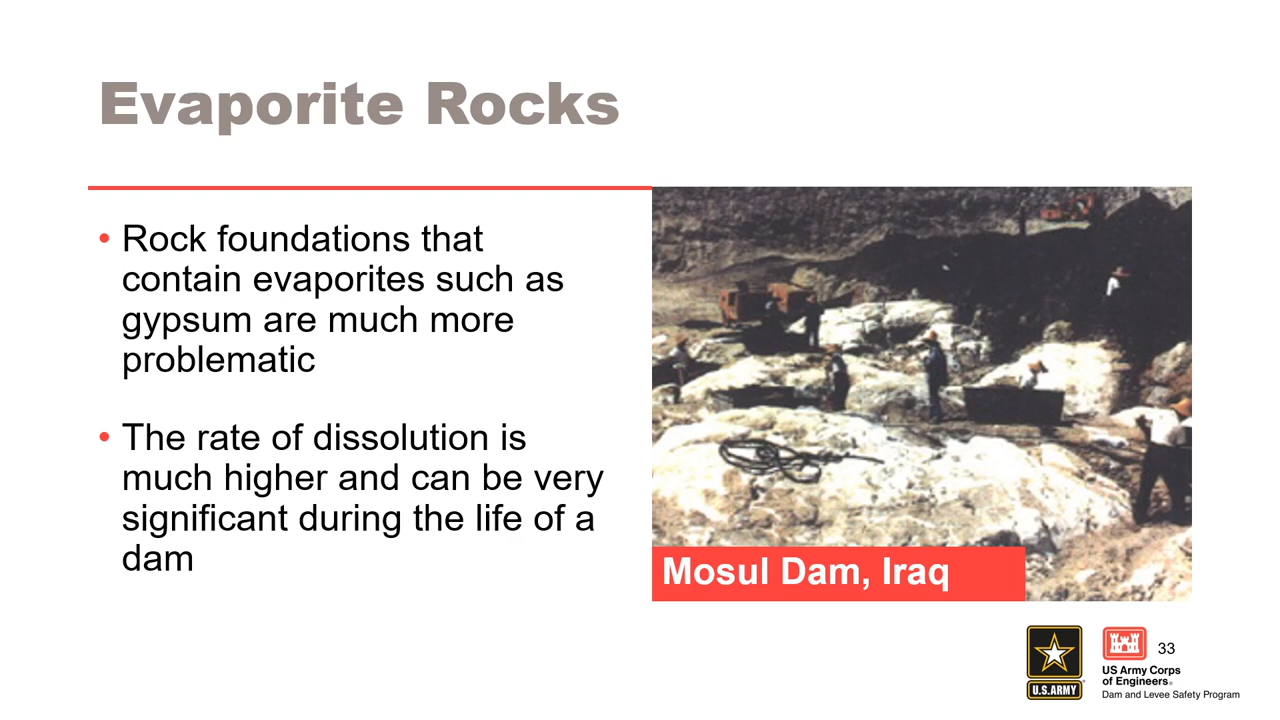 Evaporite Rocks
• Rock foundations that
contain evaporites such as
gypsum are much more
problematic
• The rate of dissolution is
much higher and can be very
significant during the life of a
dam
Mosul Dam, Iraq
U.S.ARMY
33
US Army Corps
of Engineers®
Dam and Levee Safety Program